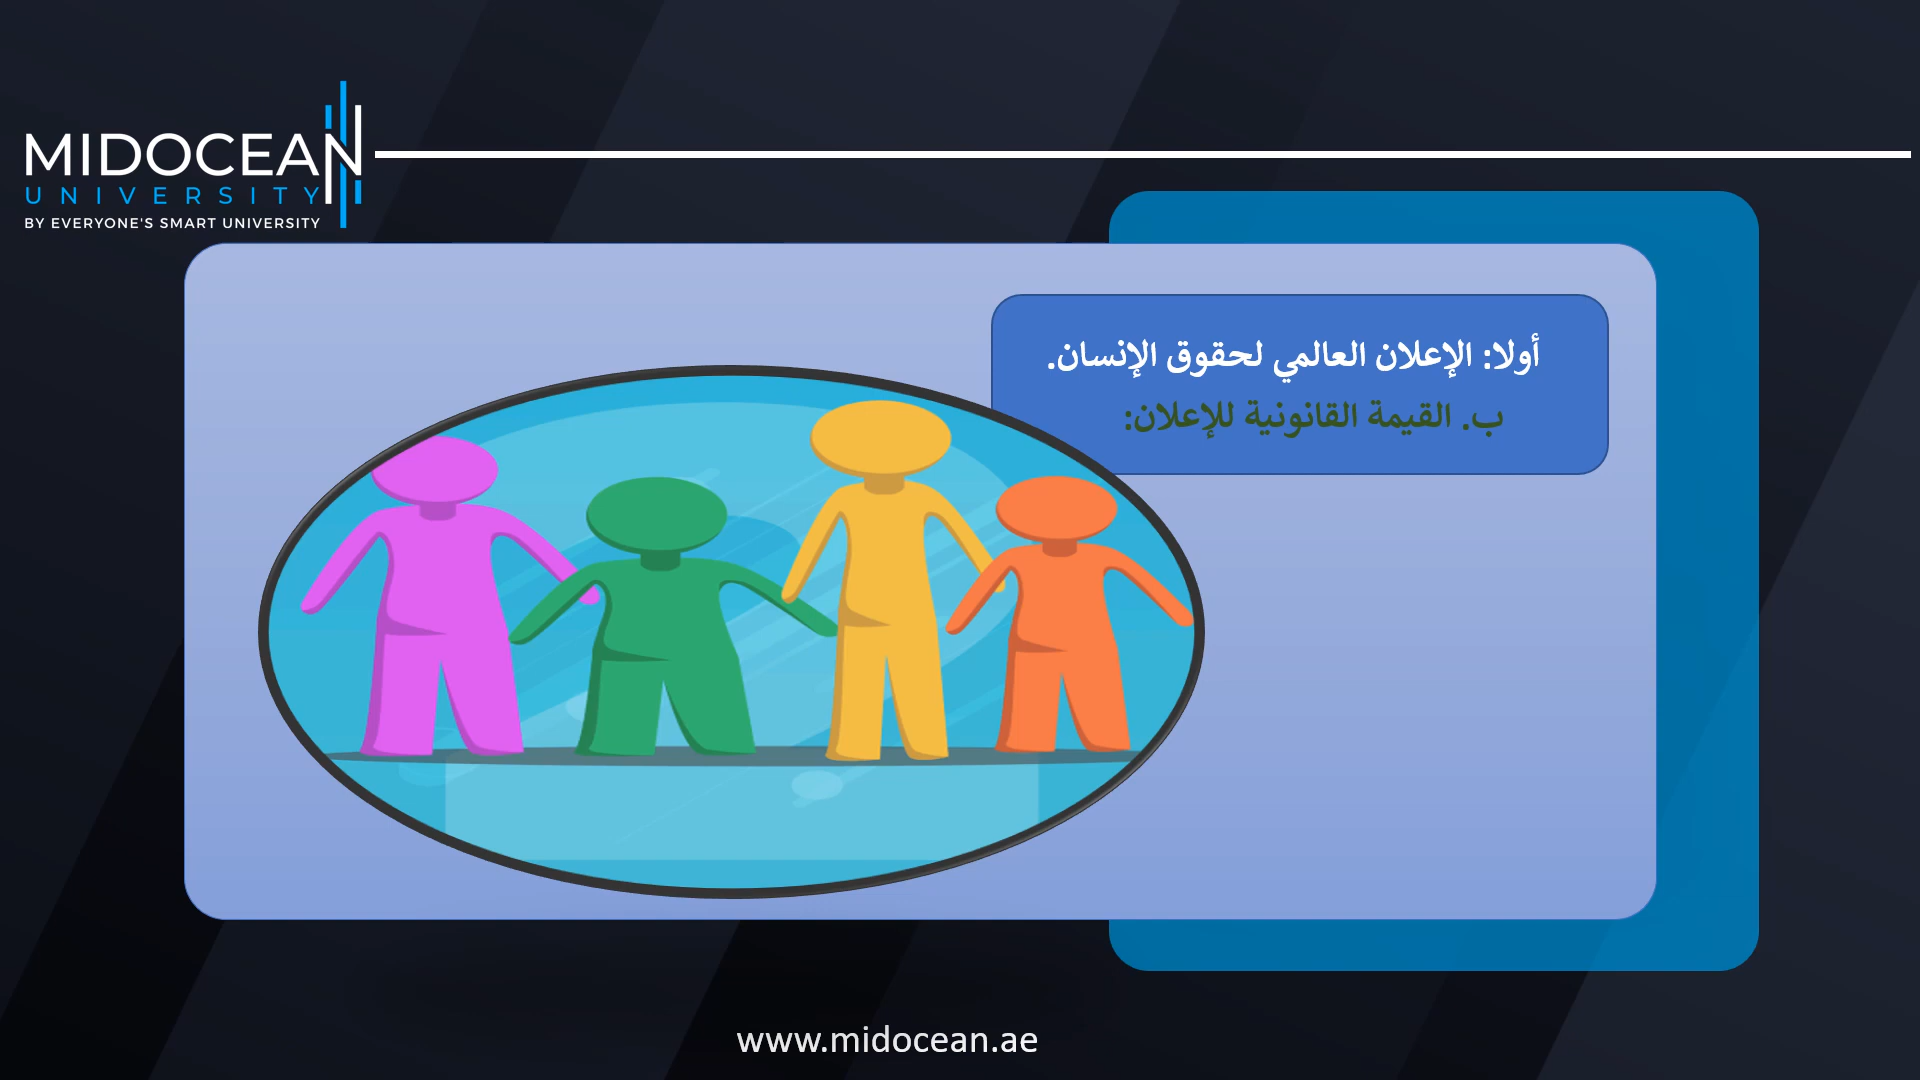 MIDOCEAN
UNIVERSITY
BY EVERYONE'S SMART UNIVERSITY
أولا: الإعلان العالمي لحقوق الإنسان.
ب. القيمة القانونية للإعلان:
www.midocean.ae